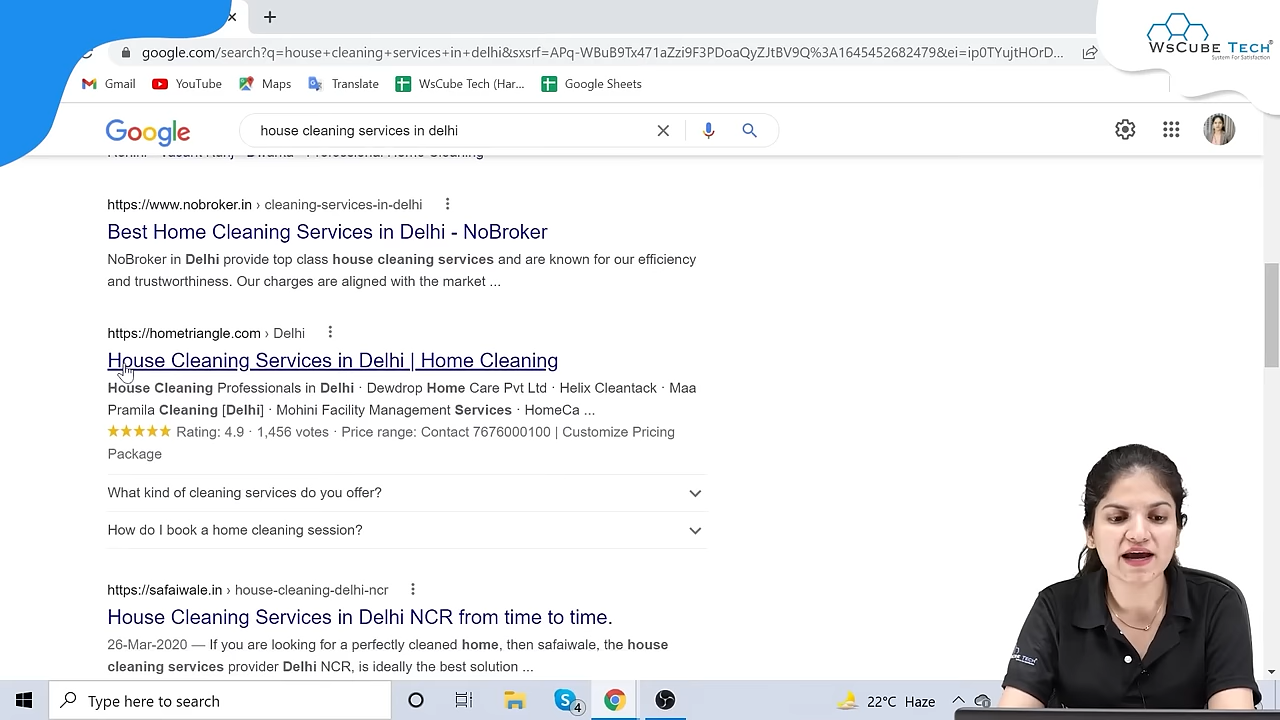 google.com/search?q=house+cleaning+services+in+delhi&sxsrf=APq-WBuB9Tx471aZzi9F3PDoaQyZJtBV9Q%3A1645452682479&ei=ip0TYujtHOrD...
WsCube Tech
System For Satisfaction
Gmail YouTube Maps Translate WsCube Tech (Har... Google Sheets
Google house cleaning services in delhi
https://www.nobroker.in › cleaning-services-in-delhi
Best Home Cleaning Services in Delhi - NoBroker
NoBroker in Delhi provide top class house cleaning services and are known for our efficiency
and trustworthiness. Our charges are aligned with the market ...
https://hometriangle.com › Delhi
House Cleaning Services in Delhi | Home Cleaning
House Cleaning Professionals in Delhi · Dewdrop Home Care Pvt Ltd · Helix Cleantack · Maa
Pramila Cleaning [Delhi] · Mohini Facility Management Services · HomeCa ...
★★★★★ Rating: 4.9 · 1,456 votes · Price range: Contact 7676000100 | Customize Pricing
Package
What kind of cleaning services do you offer?
How do I book a home cleaning session?
https://safaiwale.in › house-cleaning-delhi-ncr
House Cleaning Services in Delhi NCR from time to time.
26-Mar-2020 — If you are looking for a perfectly cleaned home, then safaiwale, the house
cleaning services provider Delhi NCR, is ideally the best solution ...
Type here to search
4
22°C Haze